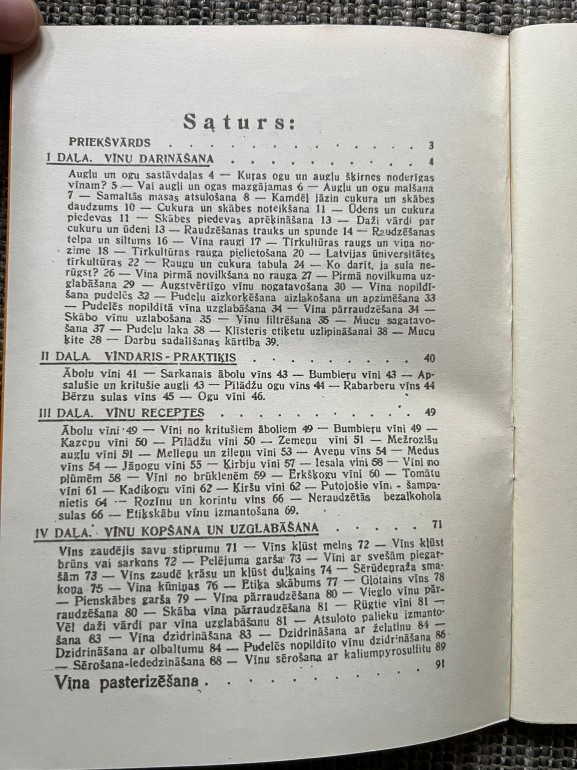 Sąturs:
PRIEKŠVĀRDS . . . . . . . . . 3
I DAĻA. VĪNU DARINĀŠANA . . . . . . . . . 4
Augļu un ogu sastāvdaļas 4 — Kuŗas ogu un augļu šķirnes noderīgas
vīnam? 5 — Vai augļi un ogas mazgājamas 6 — Augļu un ogu malšana
7 — Samaltās masas atsulošana 8 — Kamdēļ jāzin cukura un skābes
daudzums 10 — Cukura un skābes noteikšana 11 — Ūdens un cukura
piedevas 11 — Skābes piedevas aprēķināšana 13 — Daži vārdi par
cukuru un ūdeni 13 — Raudzēšanas trauks un spunde 14 — Raudzēšanas
telpa un siltums 16 — Vīna raugi 17 — Tīrkultūras raugs un viņa no-
zīme 18 — Tīrkultūras rauga pielietošana 20 — Latvijas universitātes
tīrkultūras 22 — Raugu un cukura tabula 24 — Ko darīt, ja sula ne-
rūgst? 26 — Vīna pirmā novilkšana no rauga 27 — Pirmā novilkuma uz-
glabāšana 29 — Augstvērtīgo vīnu nogatavošana 30 — Vīna nopildī-
šana pudelēs 32 — Pudeļu aizkorķēšana aizlakošana un apzīmēšana 33
— Pudelēs nopildītā vīna uzglabāšana 34 — Vīna pārraudzēšana 34 —
Skābo vīnu uzlabošana 35 — Vīnu filtrēšana 35 — Mucu sagatavo-
šana 37 — Pudeļu laka 38 — Klīsteris etiķetu uzlīpināšanai 38 — Mucu
ķite 28 — Darbu sadalīšanas kārtība 39.
II DAĻA. VĪNDARIS-PRAKTIĶIS . . . . . . . 40
Ābolu vīni 41 — Sarkanais ābolu vīns 43 — Bumbieŗu vīni 43 — Ap-
salušie un kritušie augļi 43 — Pīlādžu ogu vīns 44 — Rabarberu vīns 44
Bērzu sulas vīns 45 — Ogu vīni 46.
III DAĻA. VĪNU RECEPTES . . . . . . . . . 49
Ābolu vīni 49 — Vīni no kritušiem āboliem 49 — Bumbieŗu vīni 49 —
Kazeņu vīni 50 — Pīlādžu vīni 50 — Zemeņu vīni 51 — Mežrozīšu
augļu vīni 51 — Melleņu un zileņu vīni 53 — Aveņu vīns 54 — Medus
vīns 54 — Jāņogu vīni 55 — Ķirbju vīni 57 — Iesala vīni 58 — Vīni no
plūmēm 58 — Vīni no brūklenēm 59 — Ērkšķogu vīni 60 — Tomātu
vīni 61 — Kadiķogu vīni 62 — Ķiršu vīni 62 — Putojošie vīn. - šampa-
nietis 64 — Rozīņu un korintu vīns 66 — Neraudzētās bezalkohola
sulas 66 — Etiķskābu vīnu izmantošana 69.
IV DAĻA. VĪNU KOPŠANA UN UZGLABĀŠANA . . . . . 71
Vīns zaudējis savu stiprumu 71 — Vīns kļūst melns 72 — Vīns kļūst
brūns vai sarkans 72 — Pelējuma garša 73 — Vīni ar svešām piegar-
šām 73 — Vīns zaudē krāsu un kļūst duļķains 74 — Sērūdeņraža sma-
koņa 75 — Vīna kūniņas 76 — Etiķa skābums 77 — Gļotains vīns 78
— Pienskābes garša 79 — Vīna pārraudzēšana 80 — Vieglo vīnu pār-
raudzēšana 80 — Skāba vīna pārraudzēšana 81 — Rūgtie vīni 81 —
Vēl daži vārdi par vīna uzglabāšanu 81 — Atsuloto palieku izmanto-
šana 83 — Vīna dzidrināšana 83 — Dzidrināšana ar želatīnu 84 —
Dzidrināšana ar olbaltumu 84 — Pudelēs nopildīto vīnu dzidrināšana 86
— Sērošana-iededzināšana 68 — Vīnu sērošana ar kaliumpyrosulfitu 89
Vīņa pasterizēšana . . . . . . . . . 91